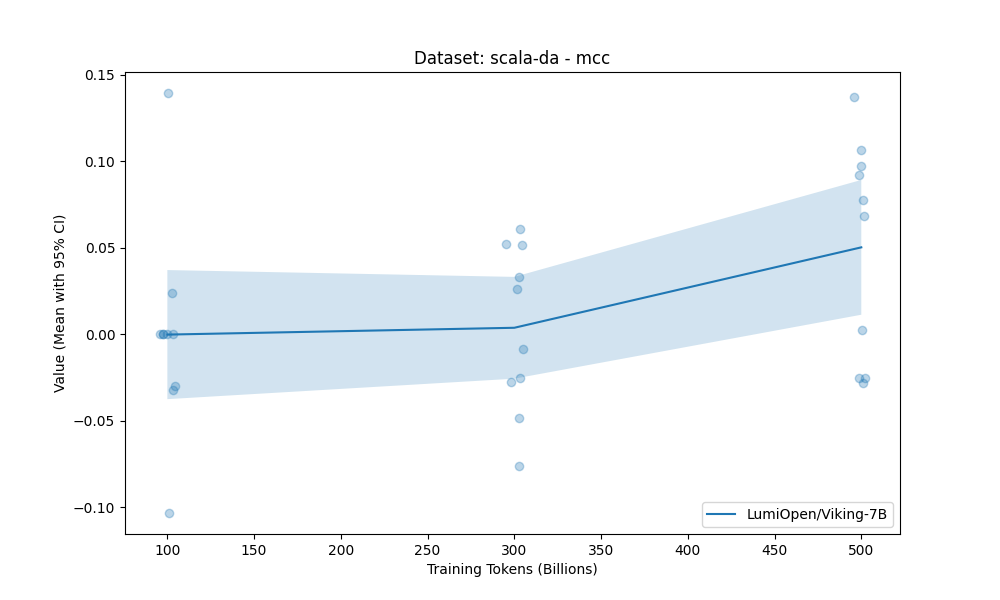 Dataset: scala-da - mcc
0.15
0.10
0.05
0.00
−0.05
−0.10
Value (Mean with 95% CI)
LumiOpen/Viking-7B
100 150 200 250 300 350 400 450 500
Training Tokens (Billions)